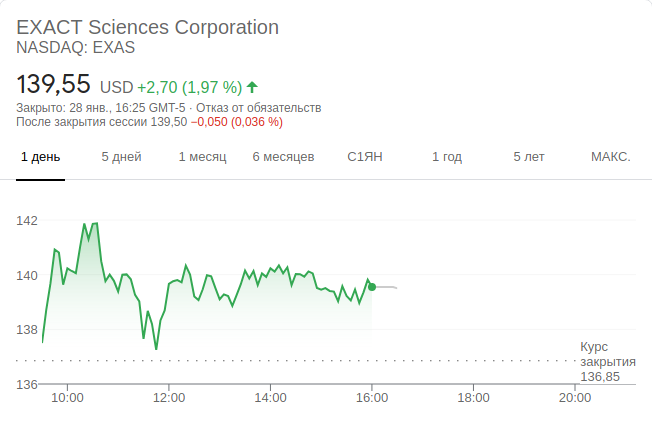 EXACT Sciences Corporation
NASDAQ: EXAS
139,55 USD +2,70 (1,97 %)
Закрыто: 28 янв., 16:25 GMT-5 · Отказ от обязательств
После закрытия сессии 139,50 −0,050 (0,036 %)
1 день 5 дней 1 месяц 6 месяцев С1ЯН 1 год 5 лет МАКС.
142
140
138
Курс
закрытия
136,85
136
10:00 12:00 14:00 16:00 18:00 20:00